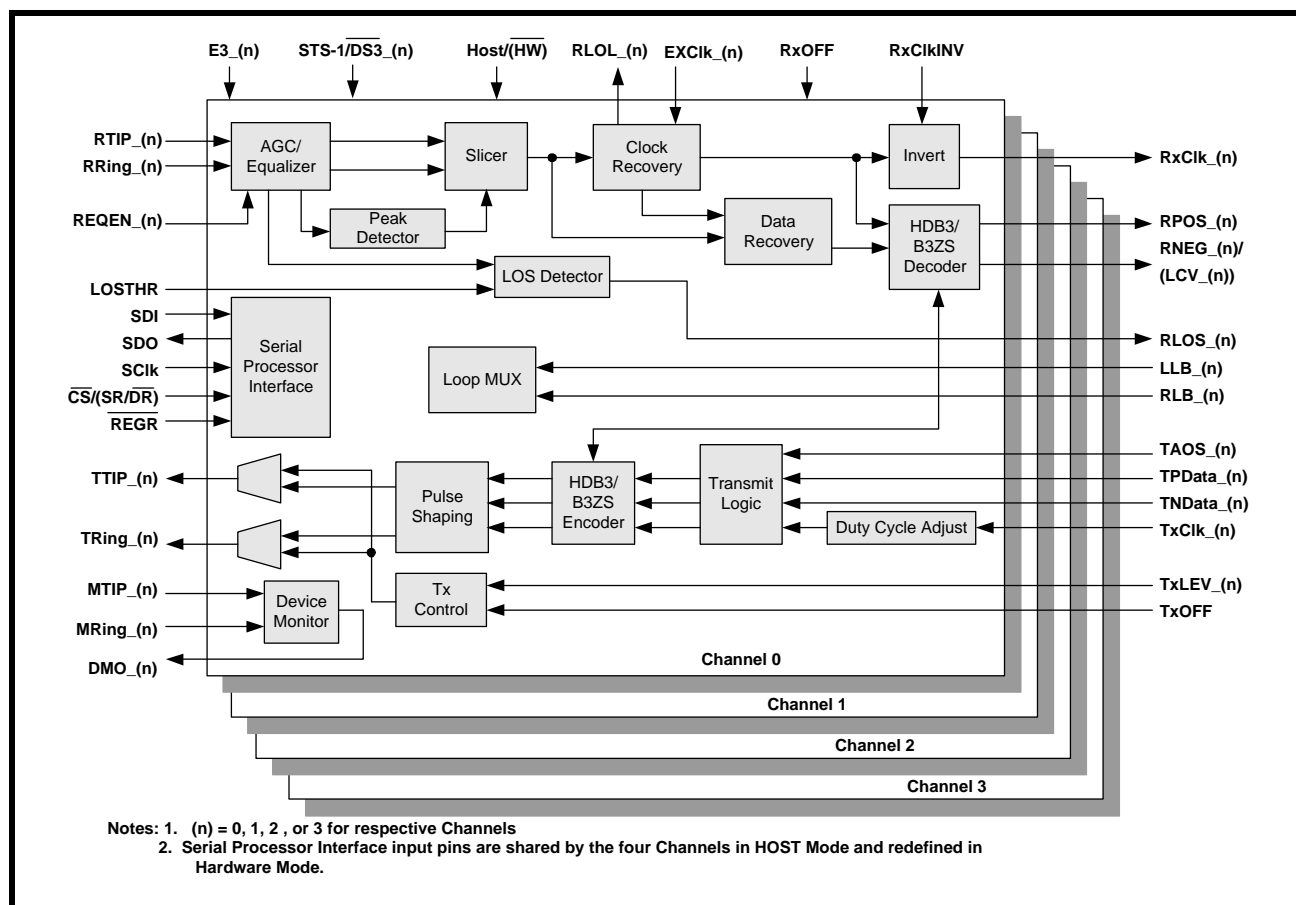 E3_(n)
STS-1/DS3_(n)
Host/(HW)
RLOL_(n)
EXClk_(n)
RxOFF
RxClkINV
RTIP_(n)
RRing_(n)
REQEN_(n)
LOSTHR
SDI
SDO
SClk
CS/(SR/DR)
REGR
TTIP_(n)
TRing_(n)
MTIP_(n)
MRing_(n)
DMO_(n)
AGC/
Equalizer
Slicer
Clock
Recovery
Invert
Peak
Detector
Data
Recovery
HDB3/
B3ZS
Decoder
LOS Detector
Serial
Processor
Interface
Loop MUX
Pulse
Shaping
HDB3/
B3ZS
Encoder
Transmit
Logic
Duty Cycle Adjust
Tx
Control
Device
Monitor
RxClk_(n)
RPOS_(n)
RNEG_(n)/
(LCV_(n))
RLOS_(n)
LLB_(n)
RLB_(n)
TAOS_(n)
TPData_(n)
TNData_(n)
TxClk_(n)
TxLEV_(n)
TxOFF
Channel 0
Channel 1
Channel 2
Channel 3
Notes: 1. (n) = 0, 1, 2 , or 3 for respective Channels
2. Serial Processor Interface input pins are shared by the four Channels in HOST Mode and redefined in
Hardware Mode.